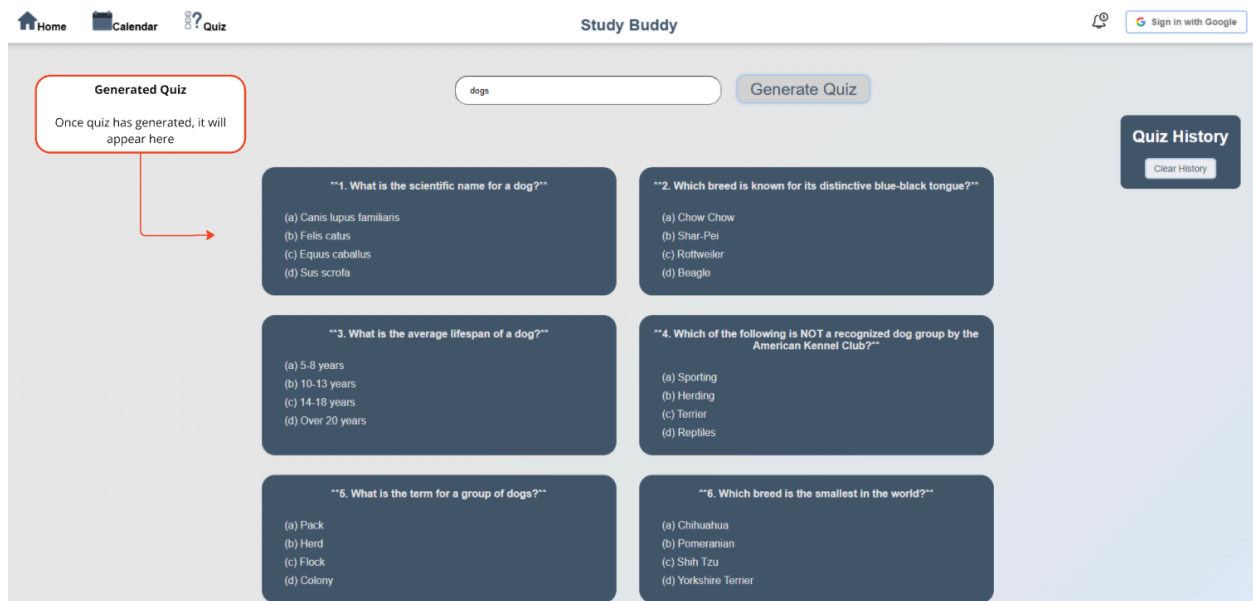 Home
Calendar
? Quiz
Study Buddy
G Sign in with Google
Generated Quiz
Once quiz has generated, it will
appear here
dogs
Generate Quiz
Quiz History
Clear History
**1. What is the scientific name for a dog?**
(a) Canis lupus familiaris
(b) Felis catus
(c) Equus caballus
(d) Sus scrofa
**2. Which breed is known for its distinctive blue-black tongue?**
(a) Chow Chow
(b) Shar-Pei
(c) Rottweiler
(d) Beagle
**3. What is the average lifespan of a dog?**
(a) 5-8 years
(b) 10-13 years
(c) 14-18 years
(d) Over 20 years
**4. Which of the following is NOT a recognized dog group by the
American Kennel Club?**
(a) Sporting
(b) Herding
(c) Terrier
(d) Reptiles
**5. What is the term for a group of dogs?**
(a) Pack
(b) Herd
(c) Flock
(d) Colony
**6. Which breed is the smallest in the world?**
(a) Chihuahua
(b) Pomeranian
(c) Shih Tzu
(d) Yorkshire Terrier